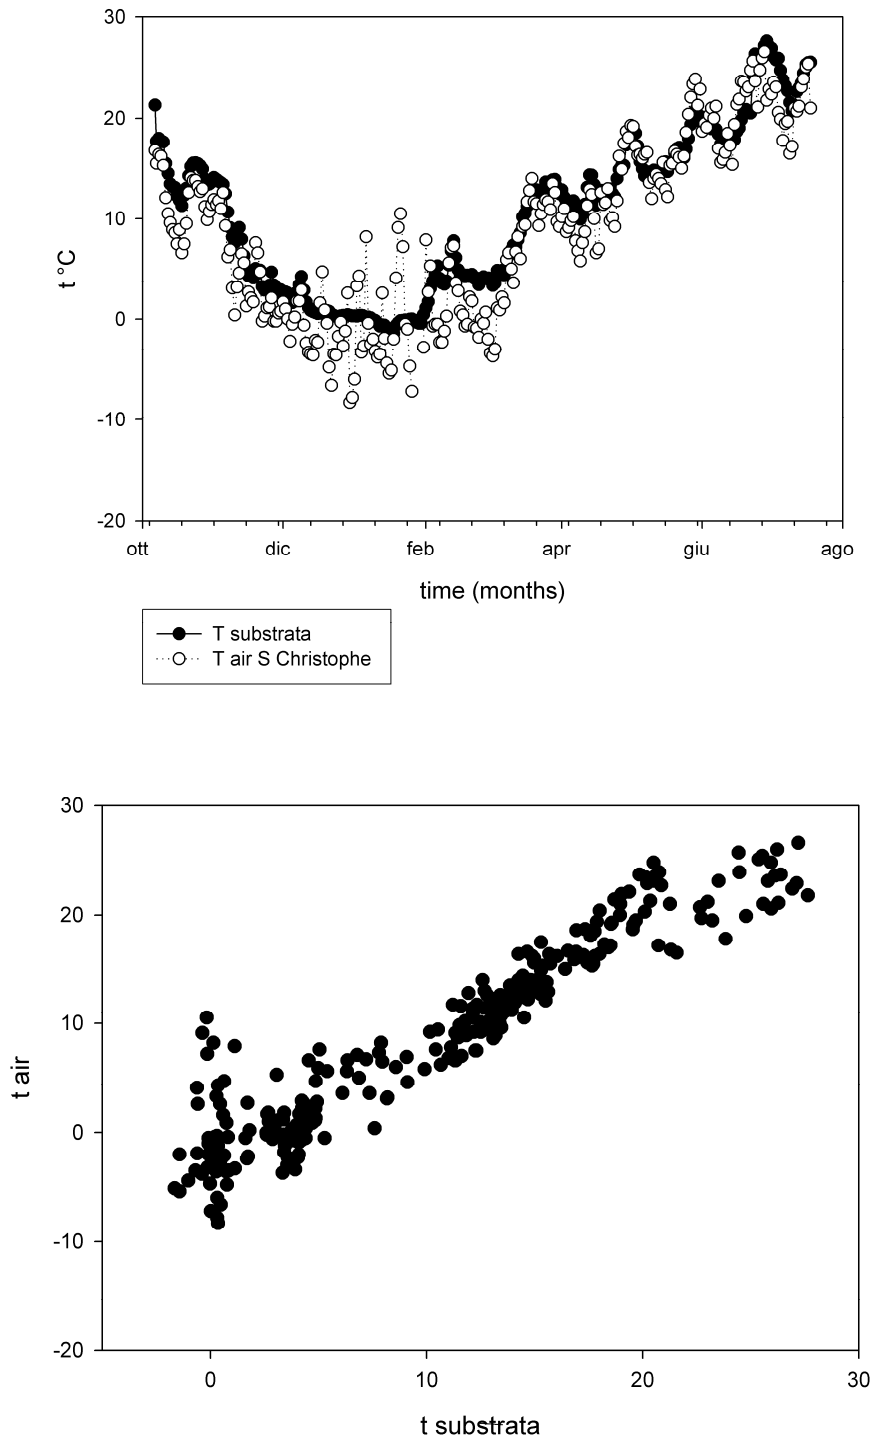 30
20
10
0
-10
-20
t °C
ott dic feb apr giu ago
time (months)
T substrata
T air S Christophe
30
20
10
0
-10
-20
t air
0 10 20 30
t substrata